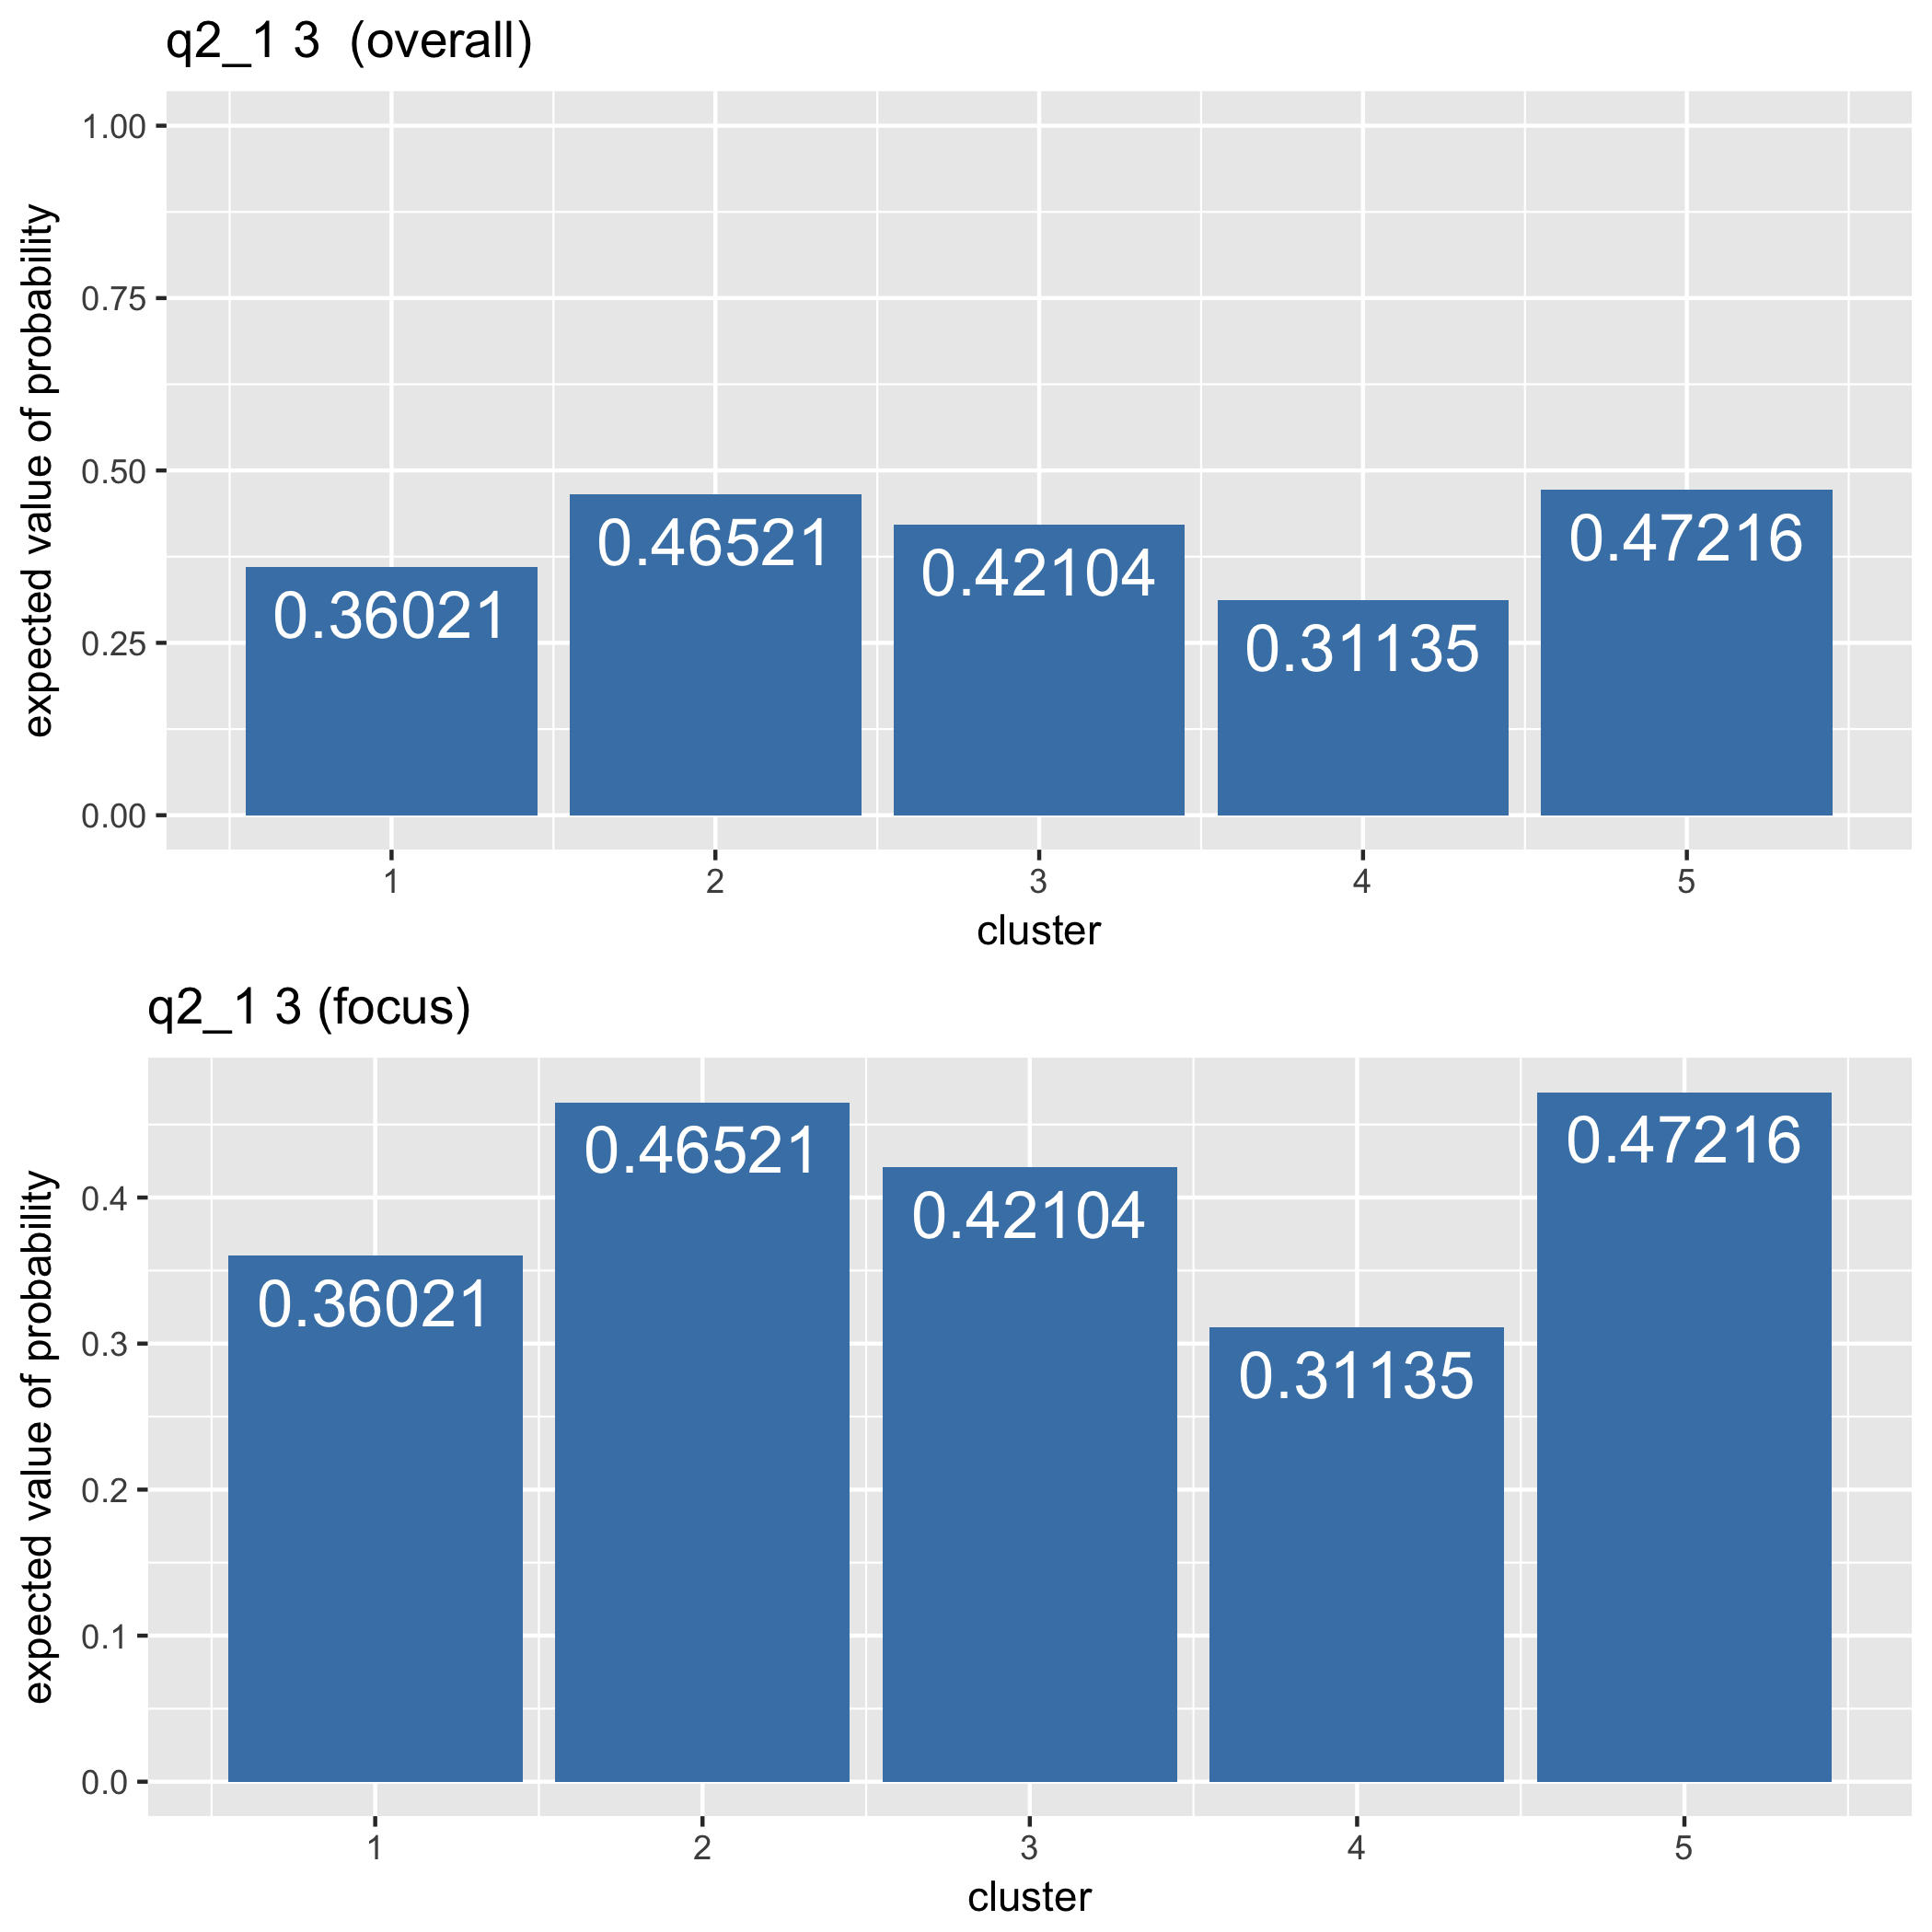 q2_1 3  (overall)
expected value of probability
1.00
0.75
0.50
0.25
0.00
0.36021
0.46521
0.42104
0.31135
0.47216
1 2 3 4 5
cluster
q2_1 3 (focus)
expected value of probability
0.4
0.3
0.2
0.1
0.0
0.36021
0.46521
0.42104
0.31135
0.47216
1 2 3 4 5
cluster